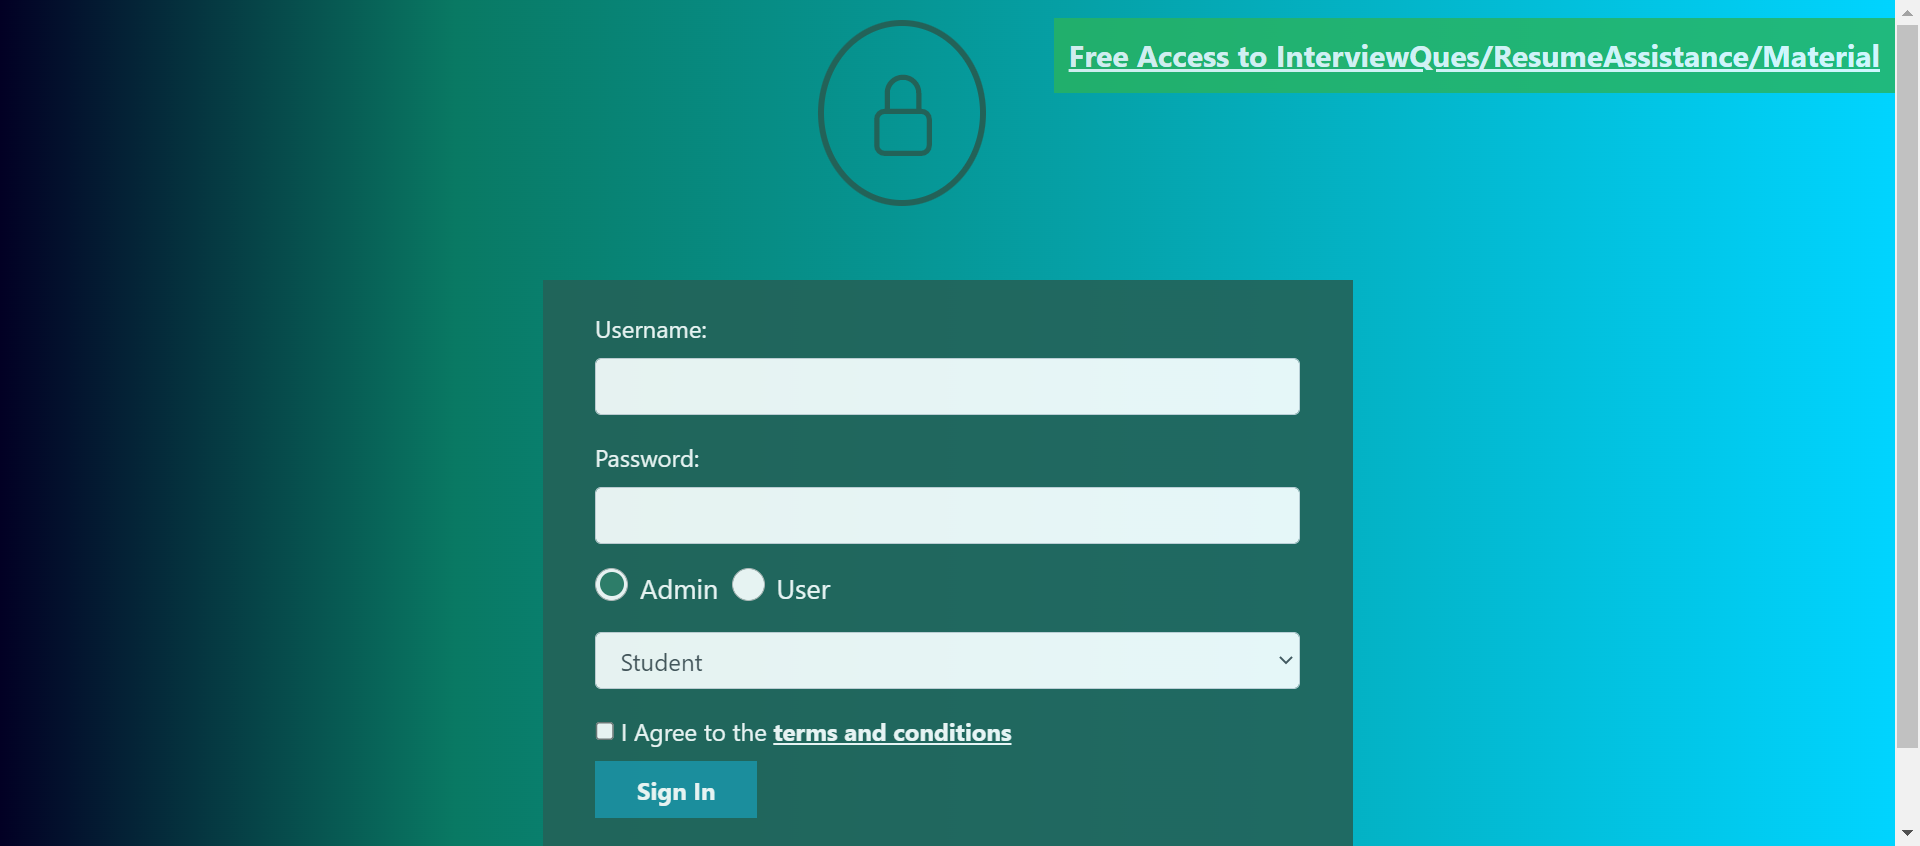 Free Access to InterviewQues/ResumeAssistance/Material
Username:
Password:
Admin User
Student
I Agree to the terms and conditions
Sign In